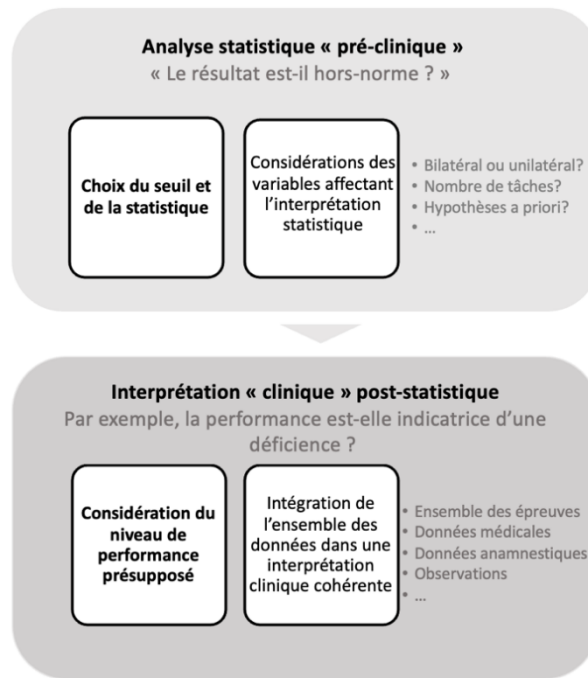 Analyse statistique « pré-clinique »
« Le résultat est-il hors-norme ? »
Choix du seuil et
de la statistique
Considérations des
variables affectant
l’interprétation
statistique
• Bilatéral ou unilatéral?
• Nombre de tâches?
• Hypothèses a priori?
• ...
Interprétation « clinique » post-statistique
Par exemple, la performance est-elle indicatrice d’une
déficience ?
Considération du
niveau de
performance
présupposé
Intégration de
l’ensemble des
données dans une
interprétation
clinique cohérente
• Ensemble des épreuves
• Données médicales
• Données anamnestiques
• Observations
• ...